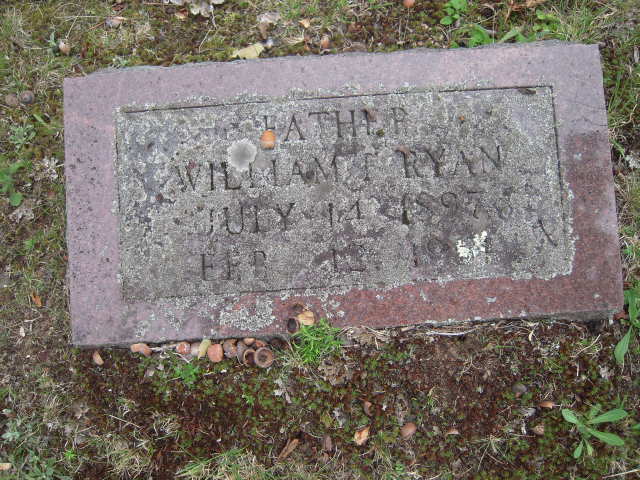 FATHER
WILLIAM T RYAN
JULY 14 1897
FEB 12